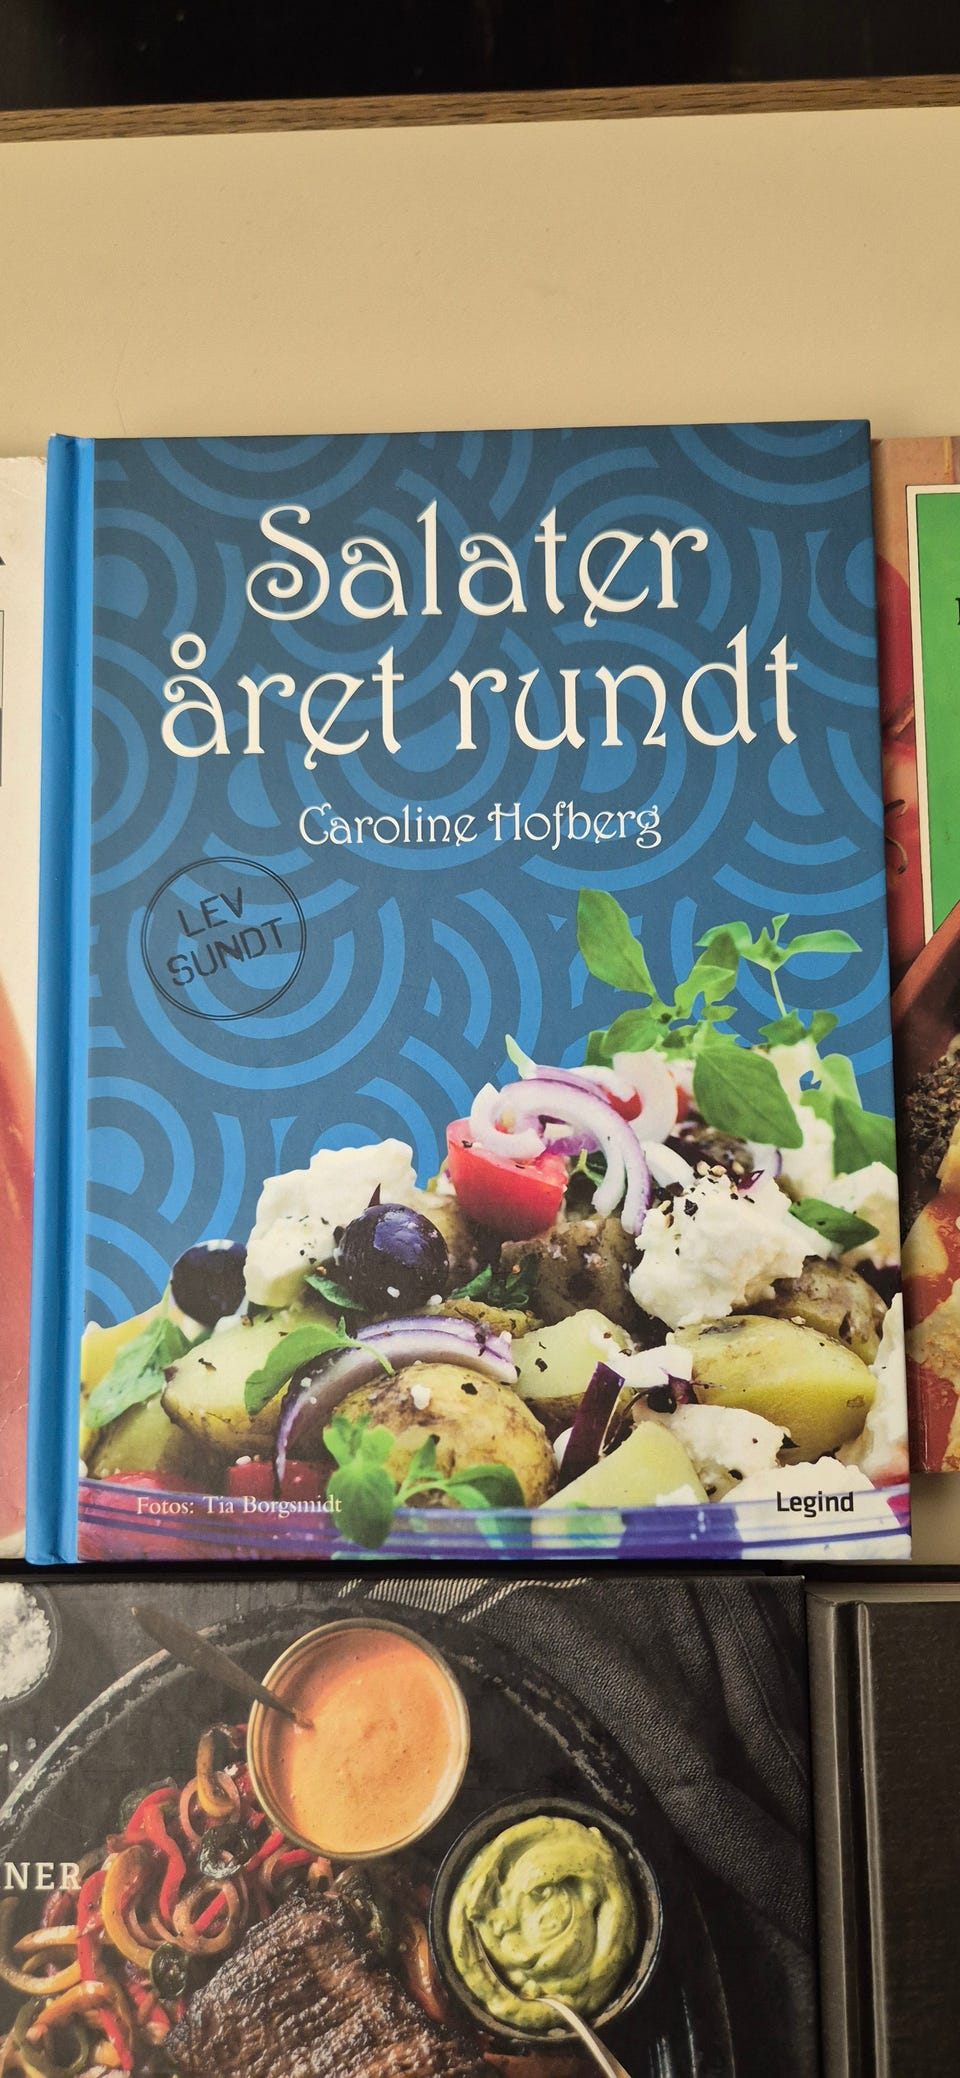 Salater
året rundt
Caroline Hofberg
LEV
SUNDT
Fotos: Tia Borgsmidt
Legind
NER